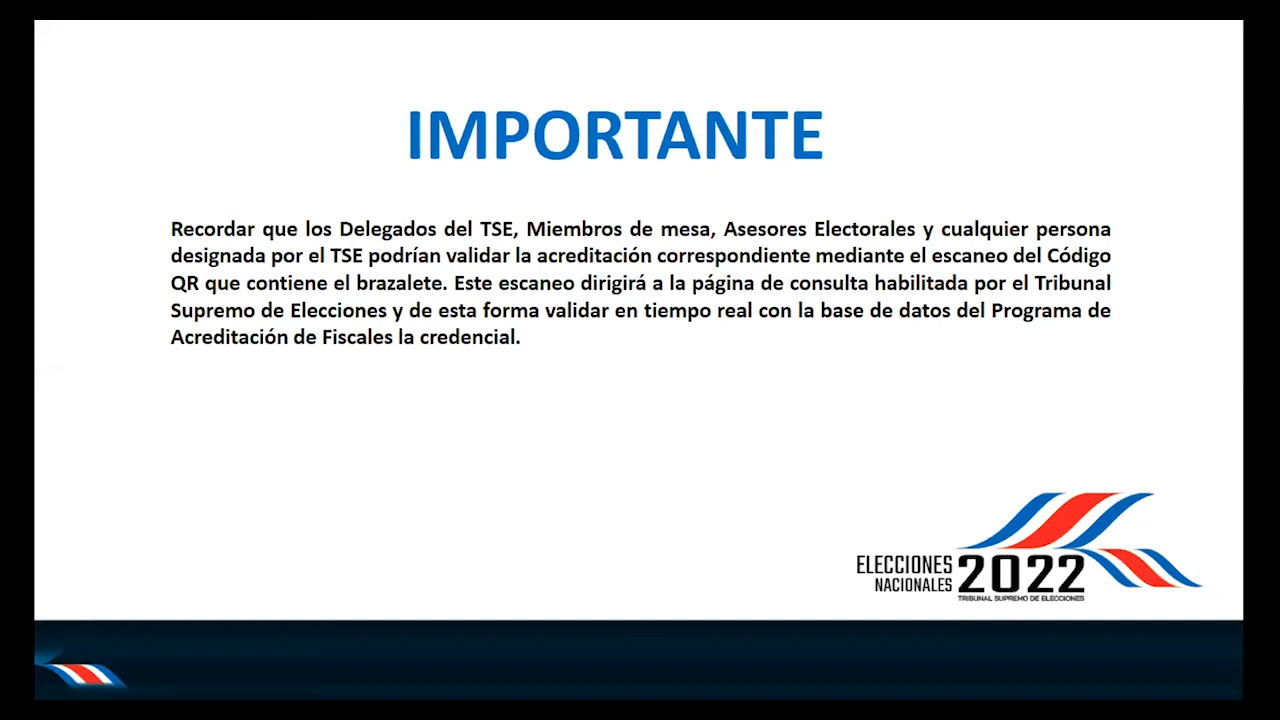 IMPORTANTE
Recordar que los Delegados del TSE, Miembros de mesa, Asesores Electorales y cualquier persona
designada por el TSE podrían validar la acreditación correspondiente mediante el escaneo del Código
QR que contiene el brazalete. Este escaneo dirigirá a la página de consulta habilitada por el Tribunal
Supremo de Elecciones y de esta forma validar en tiempo real con la base de datos del Programa de
Acreditación de Fiscales la credencial.
ELECCIONES
NACIONALES
2022
TRIBUNAL SUPREMO DE ELECCIONES